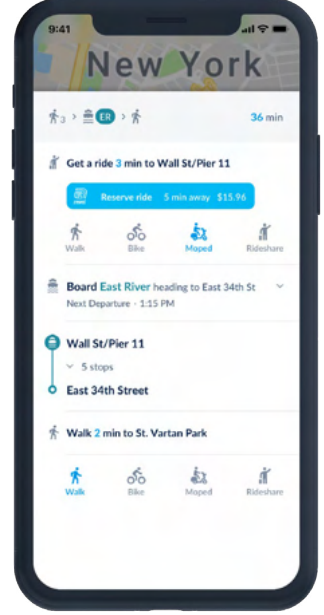 9:41
New York
3 > ER > 36 min
Get a ride 3 min to Wall St/Pier 11
Reserve ride 5 min away $15.96
Walk Bike Moped Rideshare
Board East River heading to East 34th St
Next Departure - 1:15 PM
Wall St/Pier 11
5 stops
East 34th Street
Walk 2 min to St. Vartan Park
Walk Bike Moped Rideshare